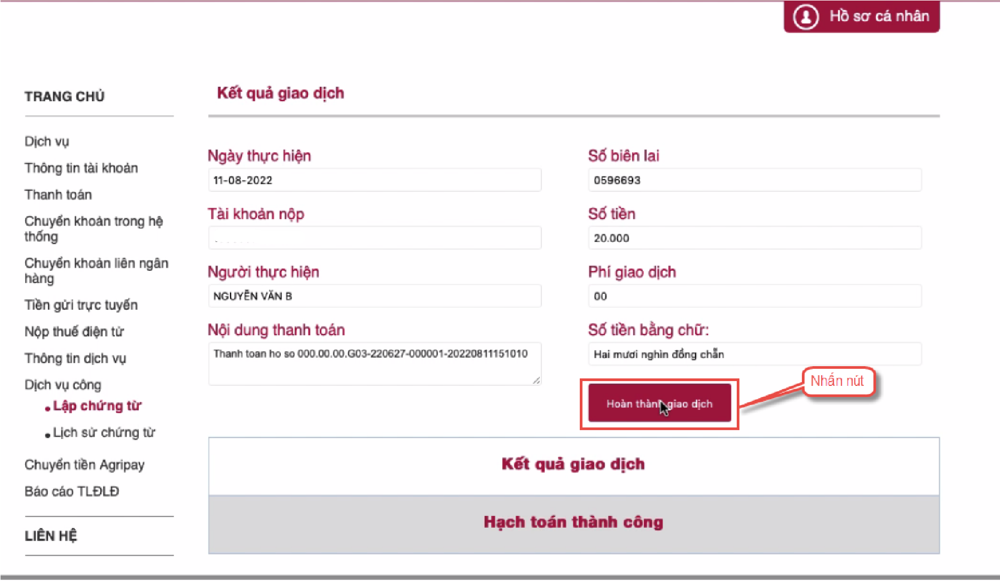 Hồ sơ cá nhân
TRANG CHỦ
Dịch vụ
Thông tin tài khoản
Thanh toán
Chuyển khoản trong hệ
thống
Chuyển khoản liên ngân
hàng
Tiền gửi trực tuyến
Nộp thuế điện tử
Thông tin dịch vụ
Dịch vụ công
Lập chứng từ
Lịch sử chứng từ
Chuyển tiền Agripay
Báo cáo TLĐLĐ
LIÊN HỆ
Kết quả giao dịch
Ngày thực hiện
11-08-2022
Số biên lai
0596693
Tài khoản nộp
Số tiền
20.000
Người thực hiện
NGUYỄN VĂN B
Phí giao dịch
00
Nội dung thanh toán
Thanh toan ho so 000.00.00.G03-220627-000001-20220811151010
Số tiền bằng chữ:
Hai mươi nghìn đồng chẵn
Nhấn nút
Hoàn thành giao dịch
Kết quả giao dịch
Hạch toán thành công